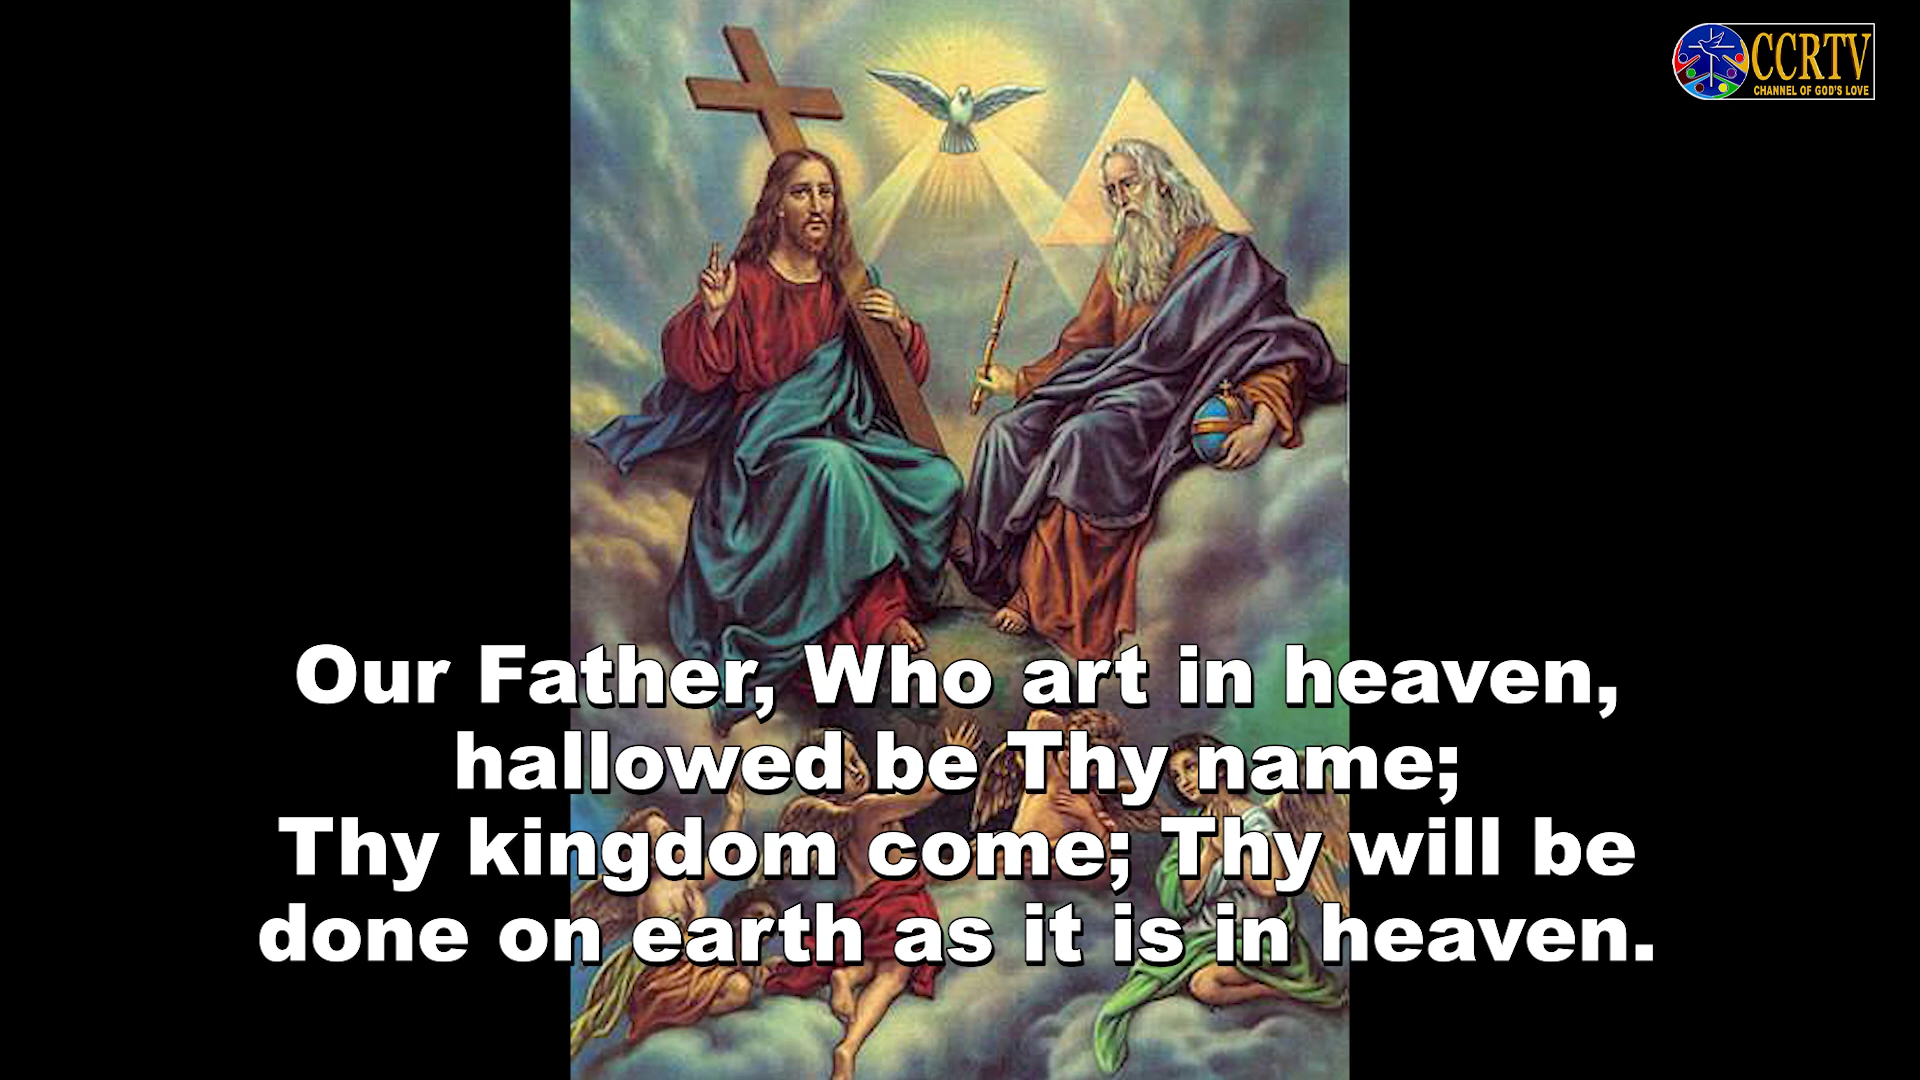 CCRTV
CHANNEL OF GOD'S LOVE
Our Father, Who art in heaven,
hallowed be Thy name;
Thy kingdom come; Thy will be
done on earth as it is in heaven.